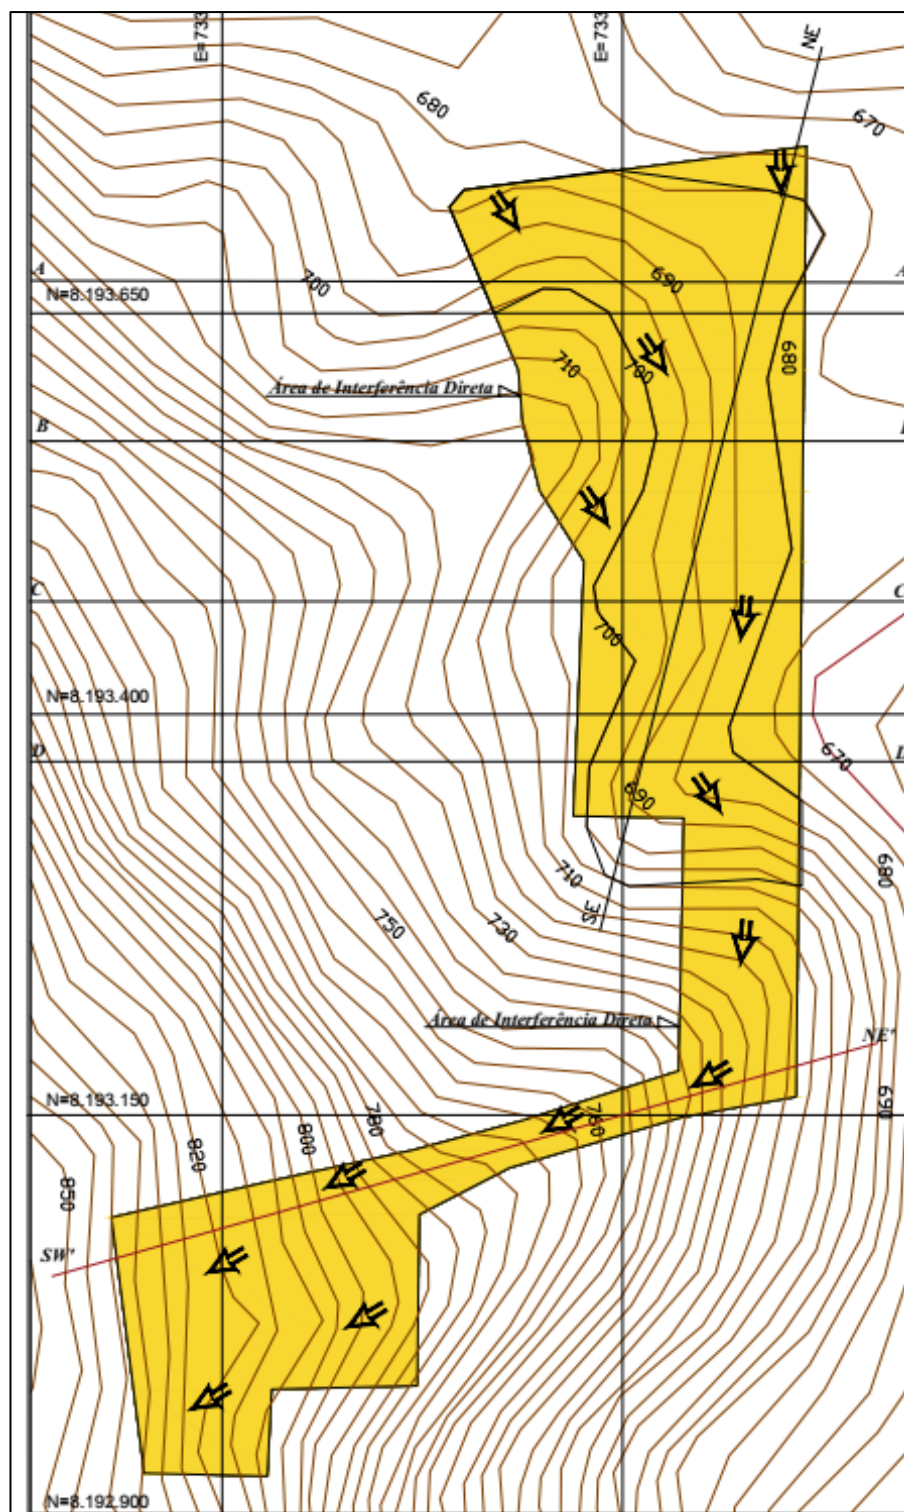 E=733
E=733
NE
680
670
A
A
N=8.193.650
700
690
680
710
700
Área de Interferência Direta
B
C
C
700
N=8.193.400
D
670
690
710
680
SE
750
730
Área de Interferência Direta
NE'
N=8.193.150
760
690
780
800
820
850
SW'
N=8.192.900